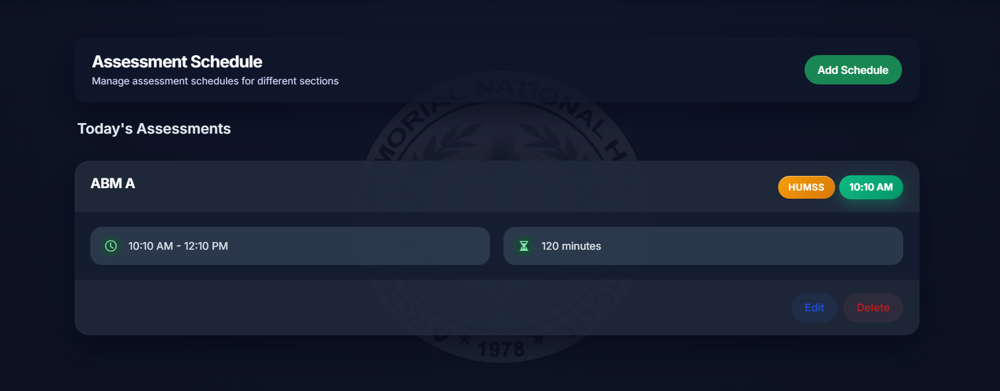 Assessment Schedule
Manage assessment schedules for different sections
Add Schedule
MORIAL NATIONAL HIG
Today's Assessments
ABM A
HUMSS
10:10 AM
10:10 AM - 12:10 PM
120 minutes
Edit
Delete
* 1978 *